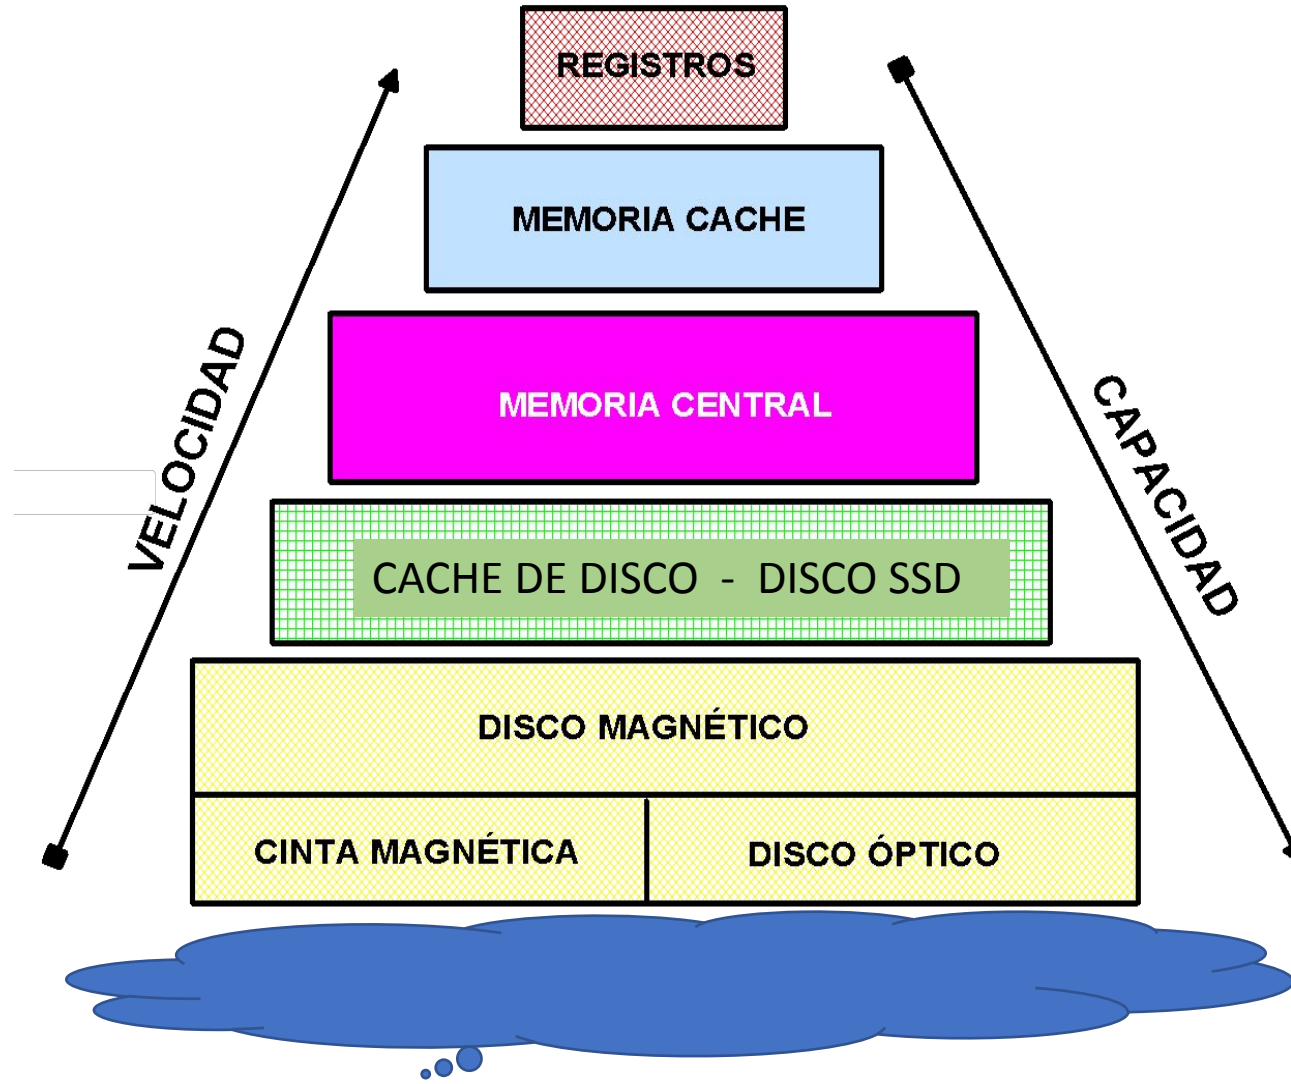 REGISTROS
MEMORIA CACHE
MEMORIA CENTRAL
VELOCIDAD
CAPACIDAD
CACHE DE DISCO - DISCO SSD
DISCO MAGNÉTICO
CINTA MAGNÉTICA
DISCO ÓPTICO